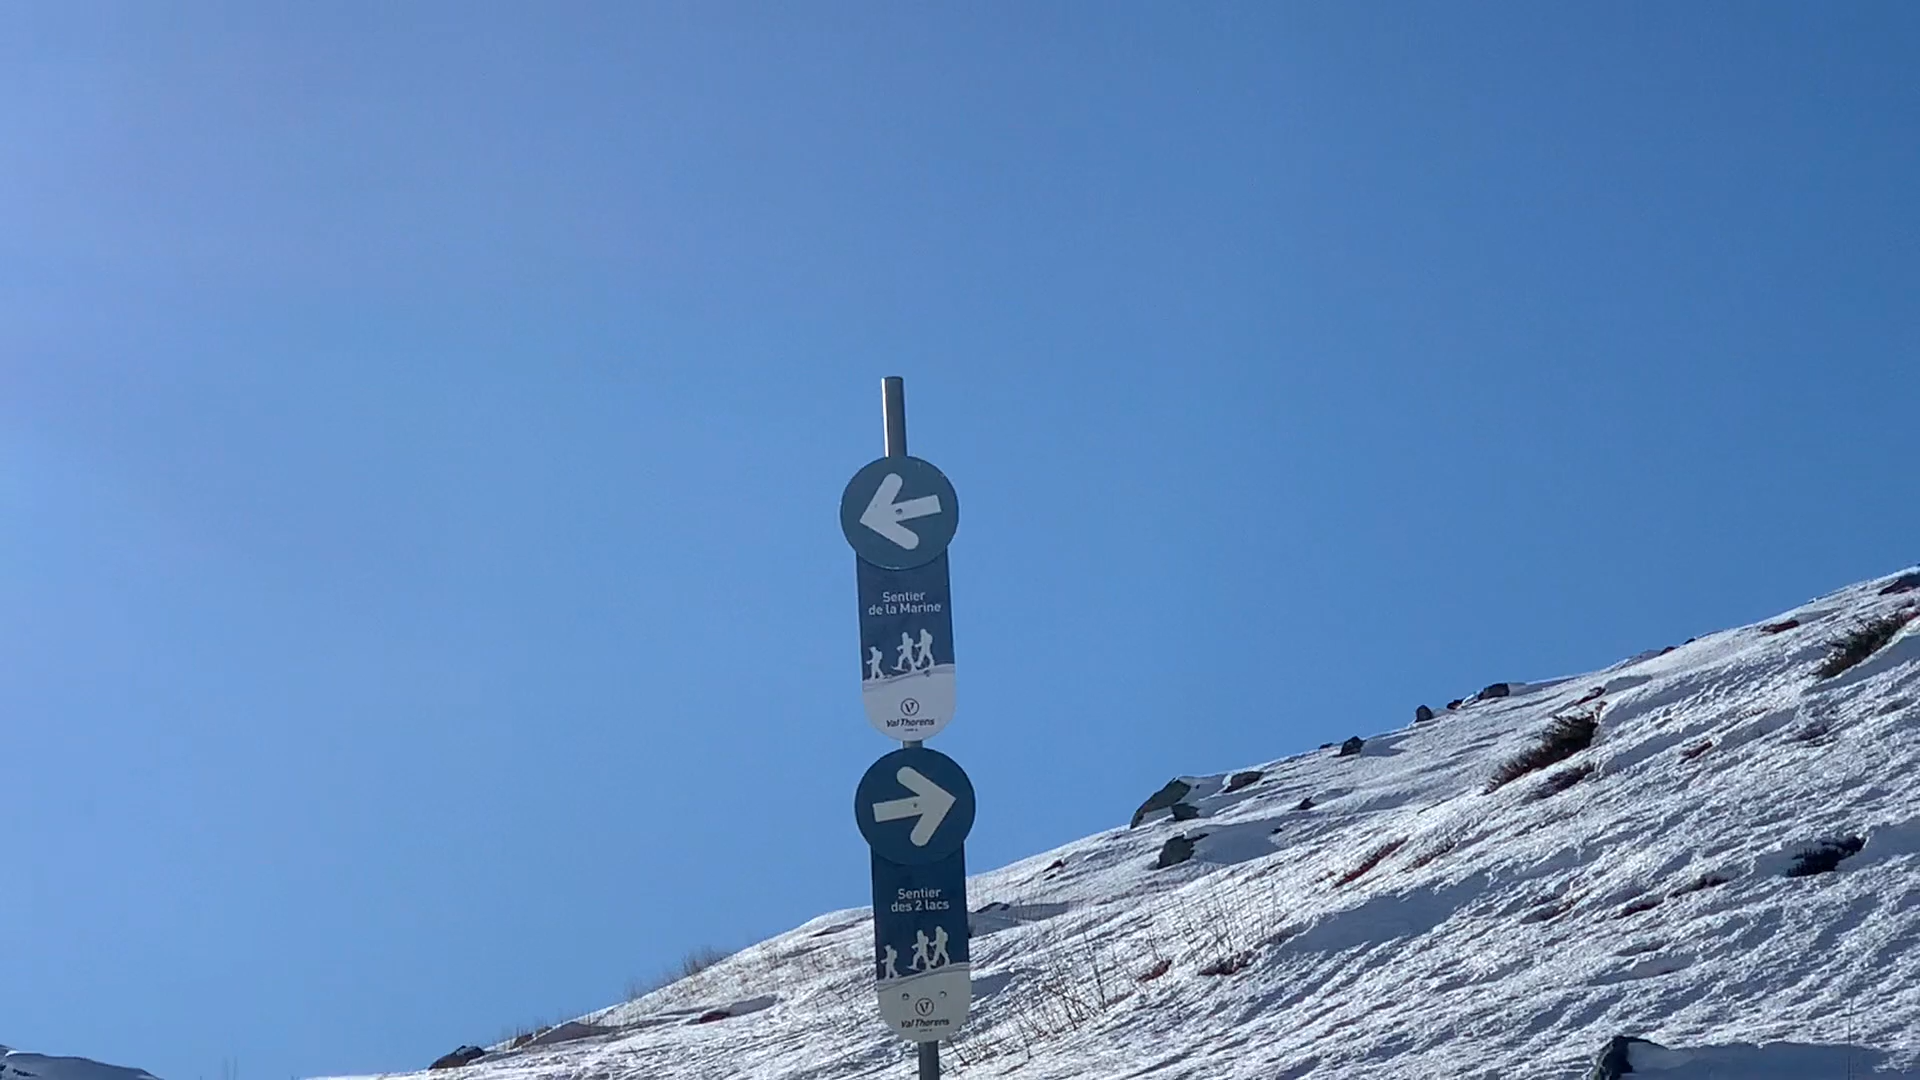 Sentier
de la Marine
Val Thorens
Sentier
des 2 lacs
Val Thorens